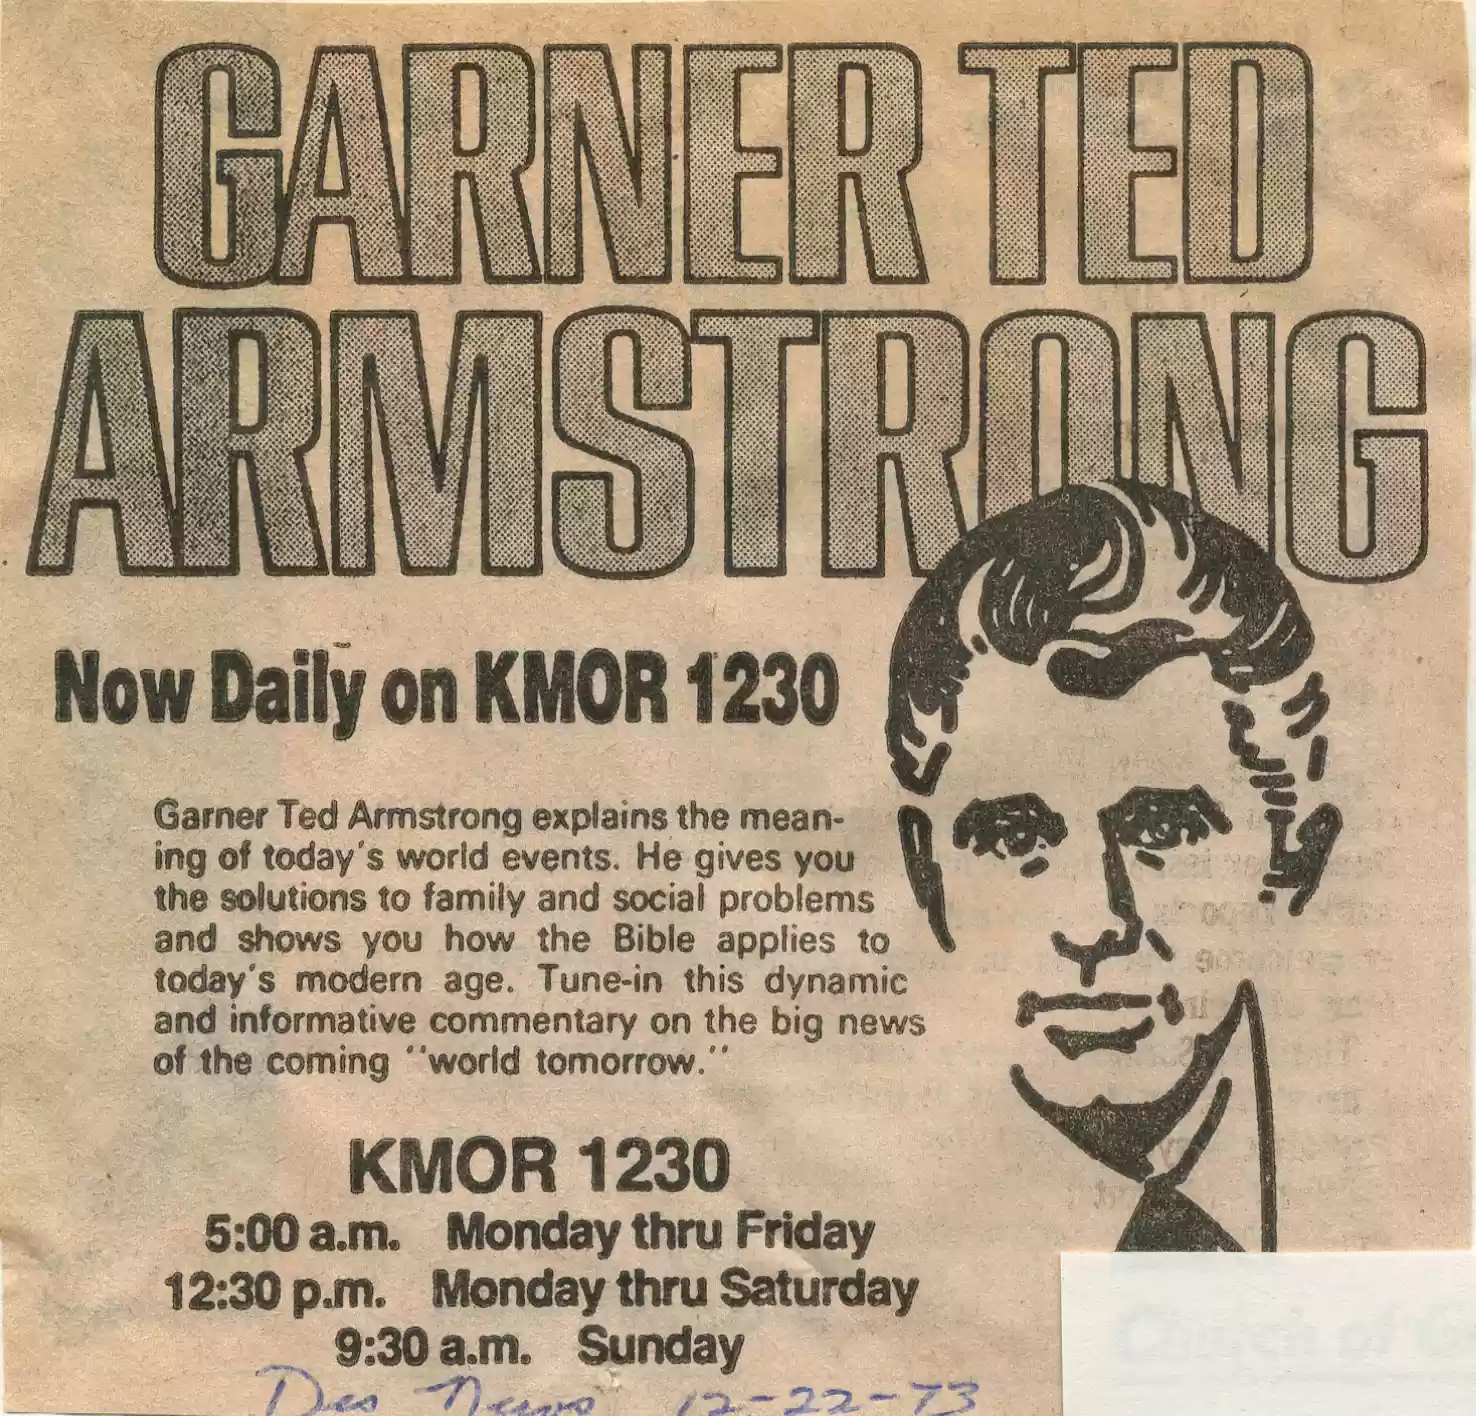 GARNER TED
ARMSTRONG
Now Daily on KMOR 1230
Garner Ted Armstrong explains the mean-
ing of today's world events. He gives you
the solutions to family and social problems
and shows you how the Bible applies to
today's modern age. Tune-in this dynamic
and informative commentary on the big news
of the coming "world tomorrow."
KMOR 1230
5:00 a.m. Monday thru Friday
12:30 p.m. Monday thru Saturday
9:30 a.m. Sunday
Des News 12-22-73